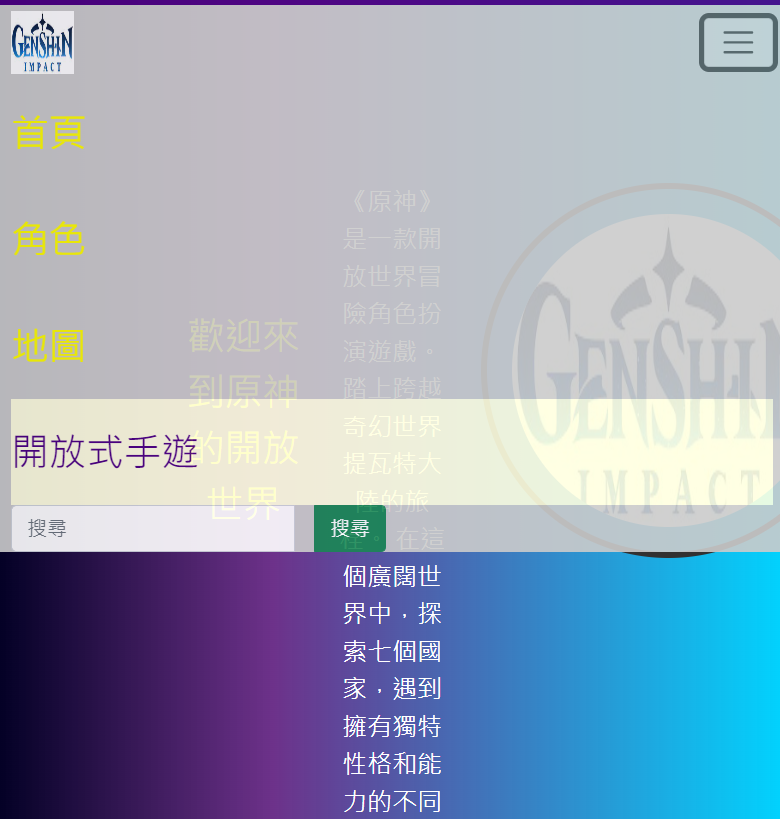 GENSHIN
IMPACT
首頁
角色
地圖
開放式手遊
搜尋
搜尋
歡迎來
到原神
的開放
世界
《原神》
是一款開
放世界冒
險角色扮
演遊戲。
踏上跨越
奇幻世界
提瓦特大
陸的旅
程。 在這
個廣闊世
界中，探
索七個國
家，遇到
擁有獨特
性格和能
力的不同
GENSHIN
IMPACT